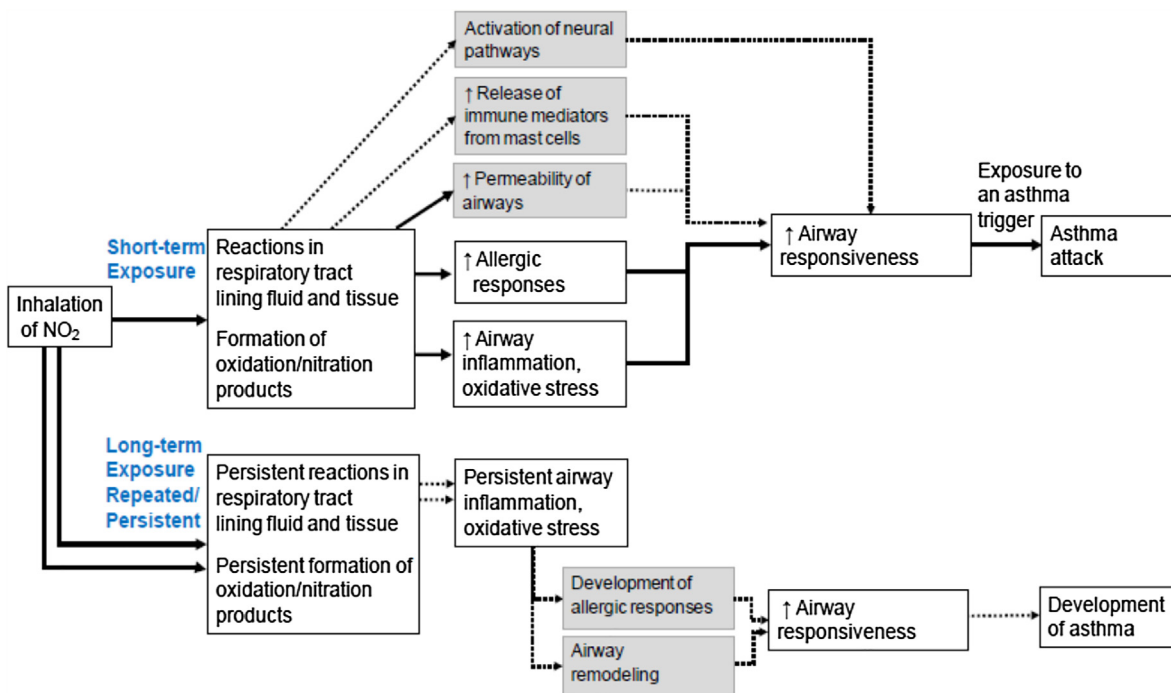 Activation of neural
pathways
↑ Release of
immune mediators
from mast cells
↑ Permeability of
airways
Exposure to
an asthma
trigger
Short-term
Exposure
Reactions in
respiratory tract
lining fluid and tissue
Formation of
oxidation/nitration
products
↑ Allergic
responses
↑ Airway
inflammation,
oxidative stress
↑ Airway
responsiveness
Asthma
attack
Inhalation
of NO₂
Long-term
Exposure
Repeated/
Persistent
Persistent reactions in
respiratory tract
lining fluid and tissue
Persistent formation of
oxidation/nitration
products
Persistent airway
inflammation,
oxidative stress
Development of
allergic responses
Airway
remodeling
↑ Airway
responsiveness
Development
of asthma